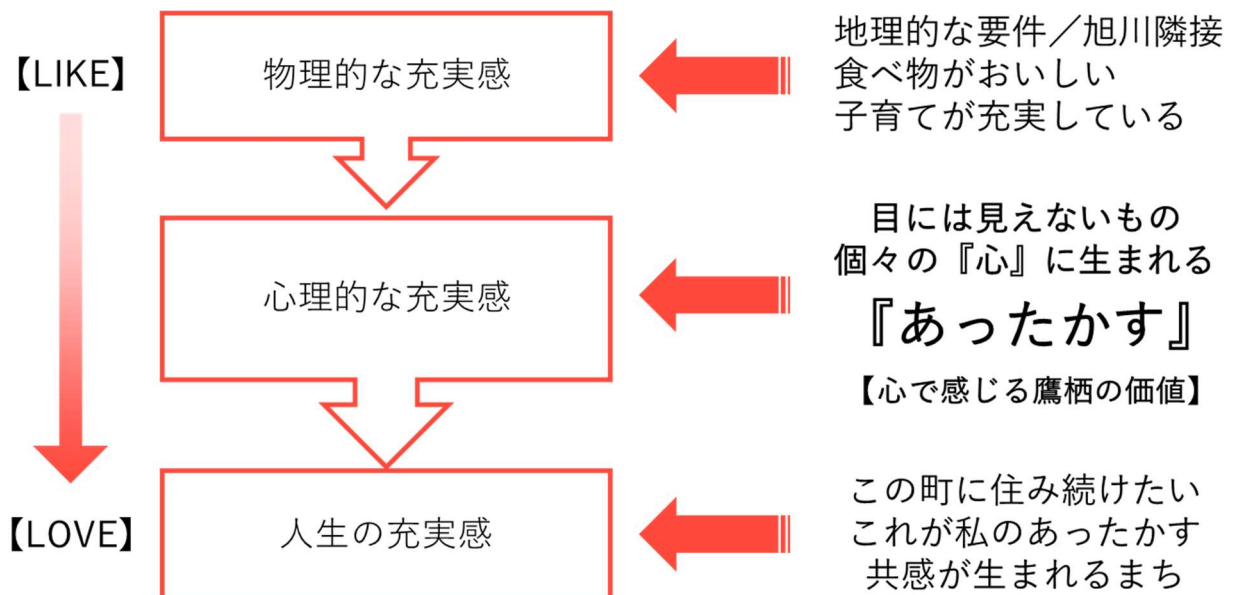 【LIKE】
物理的な充実感
地理的な要件／旭川隣接
食べ物がおいしい
子育てが充実している
心理的な充実感
目には見えないもの
個々の『心』に生まれる
『あったかす』
【心で感じる鷹栖の価値】
【LOVE】
人生の充実感
この町に住み続けたい
これが私のあったかす
共感が生まれるまち